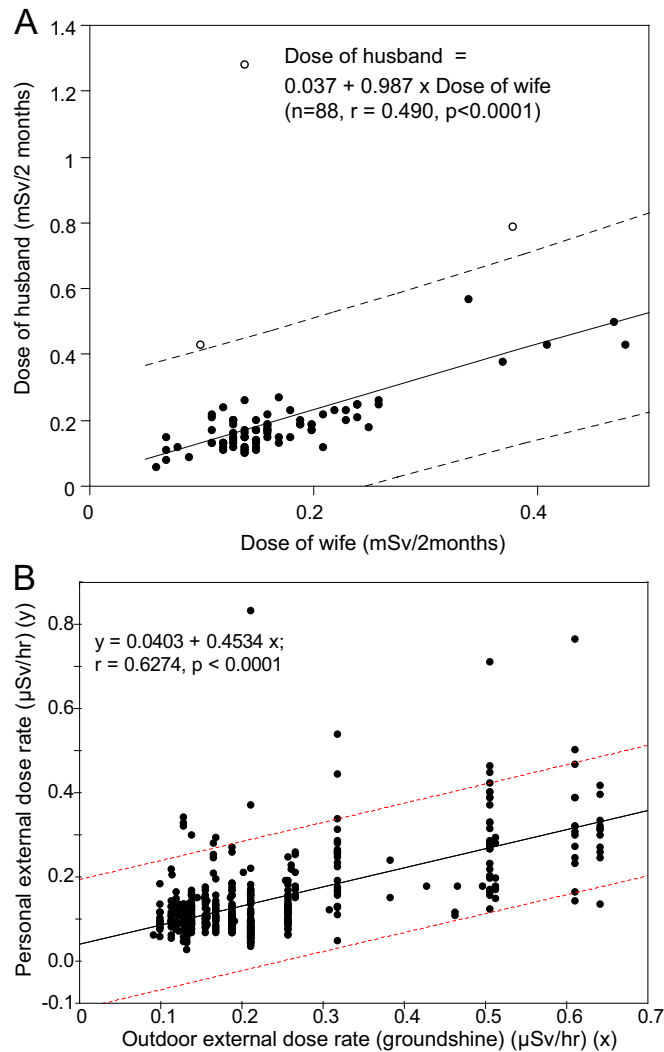 A
1.4
1.2
1
0.8
0.6
0.4
0.2
0
Dose of husband (mSv/2 months)
Dose of husband =
0.037 + 0.987 x Dose of wife
(n=88, r = 0.490, p<0.0001)
0
0.2
0.4
Dose of wife (mSv/2months)
B
0.8
0.6
0.4
0.2
0.0
-0.1
Personal external dose rate (µSv/hr) (y)
y = 0.0403 + 0.4534 x;
r = 0.6274, p < 0.0001
0.0
0.1
0.2
0.3
0.4
0.5
0.6
0.7
Outdoor external dose rate (groundshine) (µSv/hr) (x)